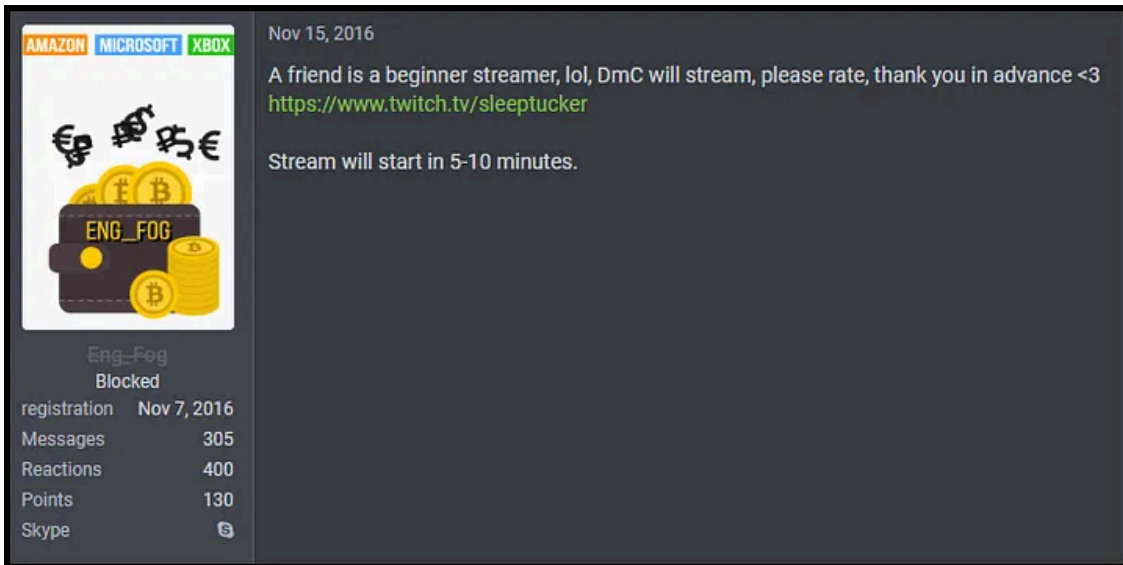 AMAZON MICROSOFT XBOX
ENG_FOG
Eng_Fog
Blocked
registration Nov 7, 2016
Messages 305
Reactions 400
Points 130
Skype
Nov 15, 2016
A friend is a beginner streamer, lol, DmC will stream, please rate, thank you in advance <3
https://www.twitch.tv/sleeptucker
Stream will start in 5-10 minutes.